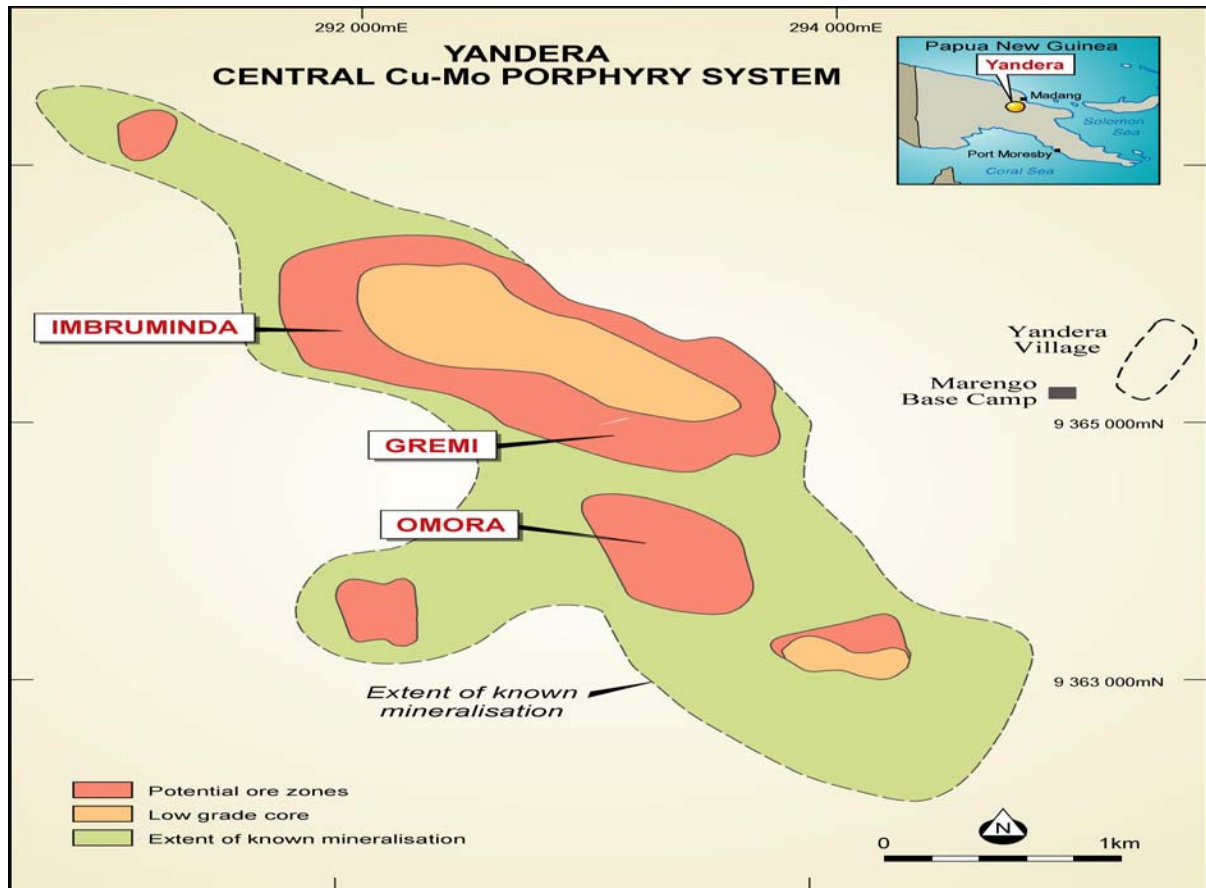 292 000mE
294 000mE
YANDERA
CENTRAL Cu-Mo PORPHYRY SYSTEM
Papua New Guinea
Yandera
Madang
Solomon
Sea
Port Moresby
Coral Sea
IMBRUMINDA
Yandera
Village
Marengo
Base Camp
9 365 000mN
GREMI
OMORA
Extent of known
mineralisation
9 363 000mN
Potential ore zones
Low grade core
Extent of known mineralisation
N
0
1km